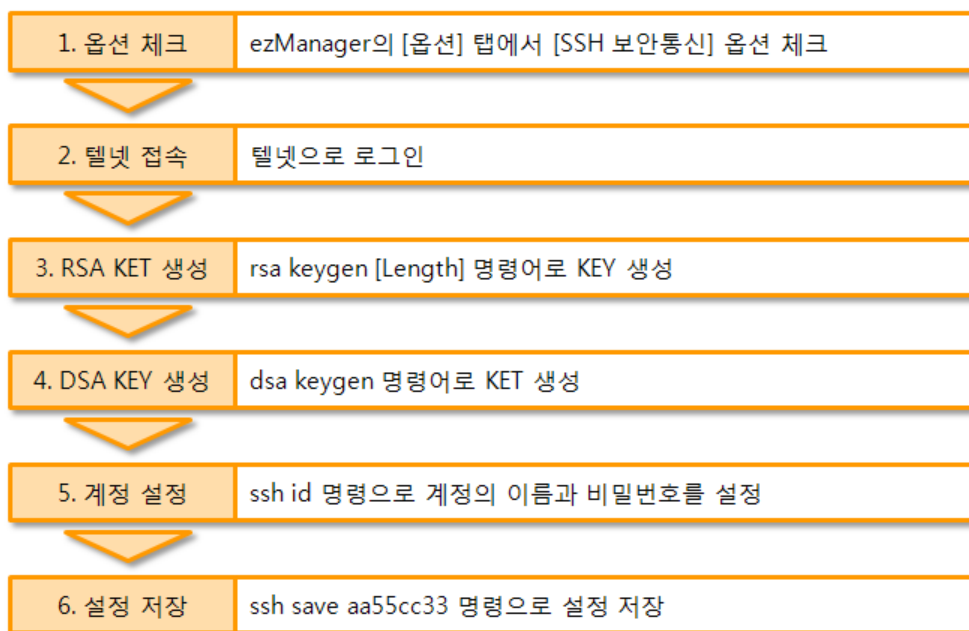 1. 옵션 체크 ezManager의 [옵션] 탭에서 [SSH 보안통신] 옵션 체크
2. 텔넷 접속 텔넷으로 로그인
3. RSA KET 생성 rsa keygen [Length] 명령어로 KEY 생성
4. DSA KEY 생성 dsa keygen 명령어로 KET 생성
5. 계정 설정 ssh id 명령으로 계정의 이름과 비밀번호를 설정
6. 설정 저장 ssh save aa55cc33 명령으로 설정 저장